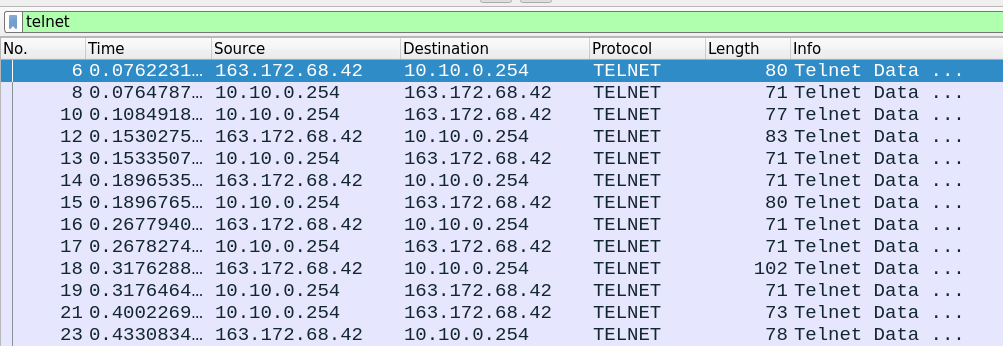 telnet
No. Time Source Destination Protocol Length Info
6 0.0762231… 163.172.68.42 10.10.0.254 TELNET 80 Telnet Data ...
8 0.0764787… 10.10.0.254 163.172.68.42 TELNET 71 Telnet Data ...
10 0.1084918… 10.10.0.254 163.172.68.42 TELNET 77 Telnet Data ...
12 0.1530275… 163.172.68.42 10.10.0.254 TELNET 83 Telnet Data ...
13 0.1533507… 10.10.0.254 163.172.68.42 TELNET 71 Telnet Data ...
14 0.1896535… 163.172.68.42 10.10.0.254 TELNET 71 Telnet Data ...
15 0.1896765… 10.10.0.254 163.172.68.42 TELNET 80 Telnet Data ...
16 0.2677940… 163.172.68.42 10.10.0.254 TELNET 71 Telnet Data ...
17 0.2678274… 10.10.0.254 163.172.68.42 TELNET 71 Telnet Data ...
18 0.3176288… 163.172.68.42 10.10.0.254 TELNET 102 Telnet Data ...
19 0.3176464… 10.10.0.254 163.172.68.42 TELNET 71 Telnet Data ...
21 0.4002269… 10.10.0.254 163.172.68.42 TELNET 73 Telnet Data ...
23 0.4330834… 163.172.68.42 10.10.0.254 TELNET 78 Telnet Data ...